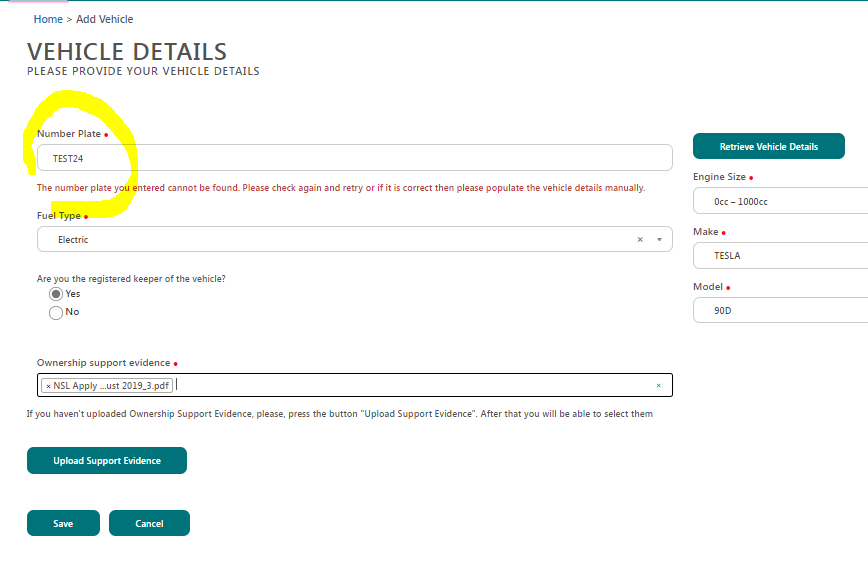 Home > Add Vehicle
VEHICLE DETAILS
PLEASE PROVIDE YOUR VEHICLE DETAILS
Number Plate
TEST24
The number plate you entered cannot be found. Please check again and retry or if it is correct then please populate the vehicle details manually.
Retrieve Vehicle Details
Engine Size
0cc – 1000cc
Fuel Type
Electric
Make
TESLA
Model
90D
Are you the registered keeper of the vehicle?
Yes
No
Ownership support evidence
× NSL Apply ...ust 2019_3.pdf
If you haven't uploaded Ownership Support Evidence, please, press the button "Upload Support Evidence". After that you will be able to select them
Upload Support Evidence
Save
Cancel